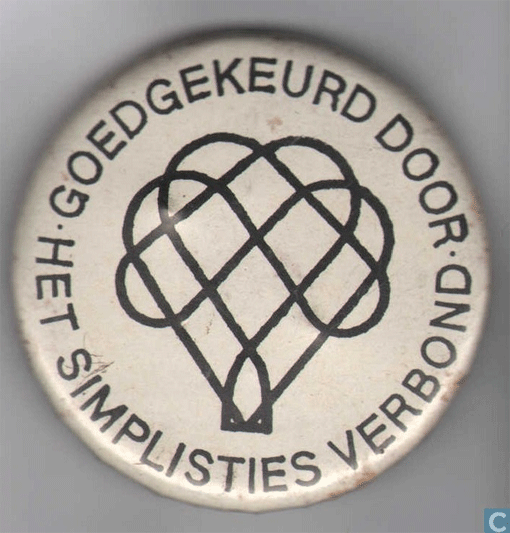 · GOEDGEKEURD DOOR ·
HET SIMPLISTIES VERBOND
C